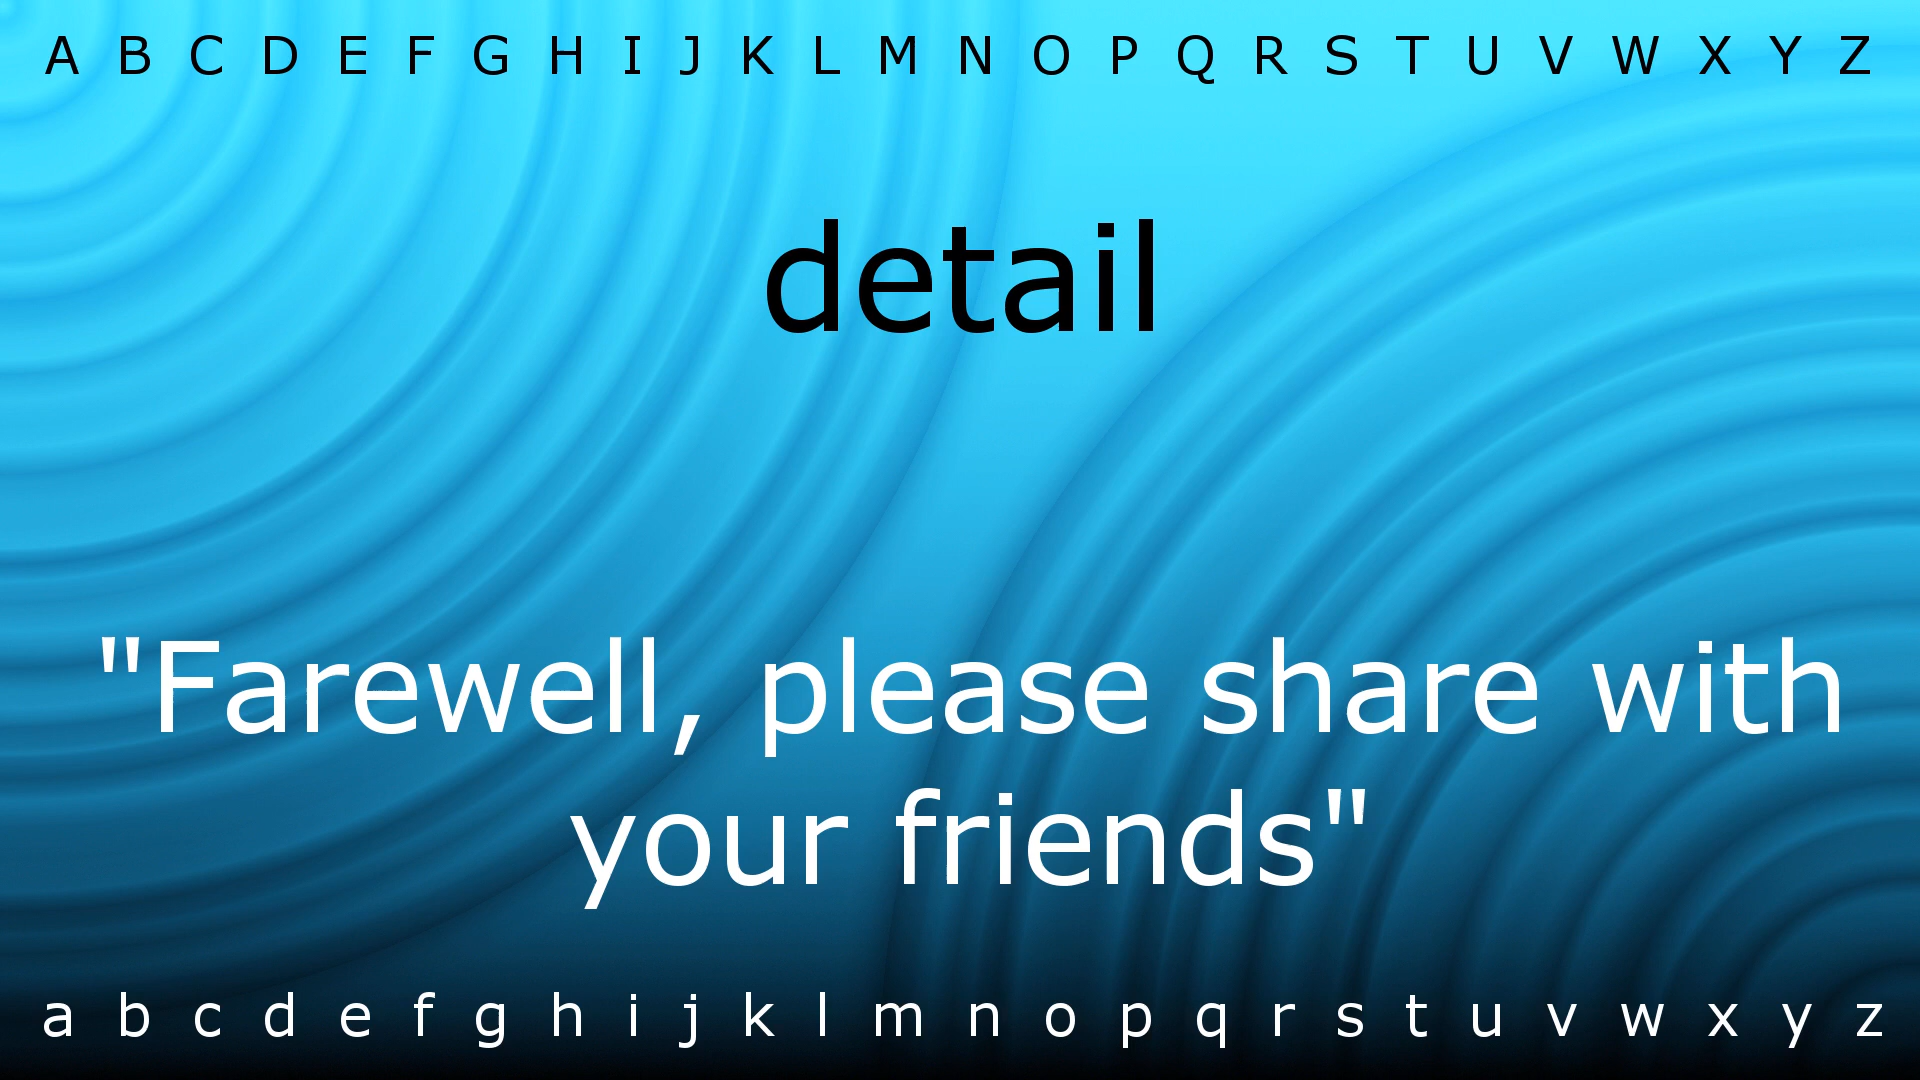 A B C D E F G H I J K L M N O P Q R S T U V W X Y Z
detail
"Farewell, please share with
your friends"
a b c d e f g h i j k l m n o p q r s t u v w x y z